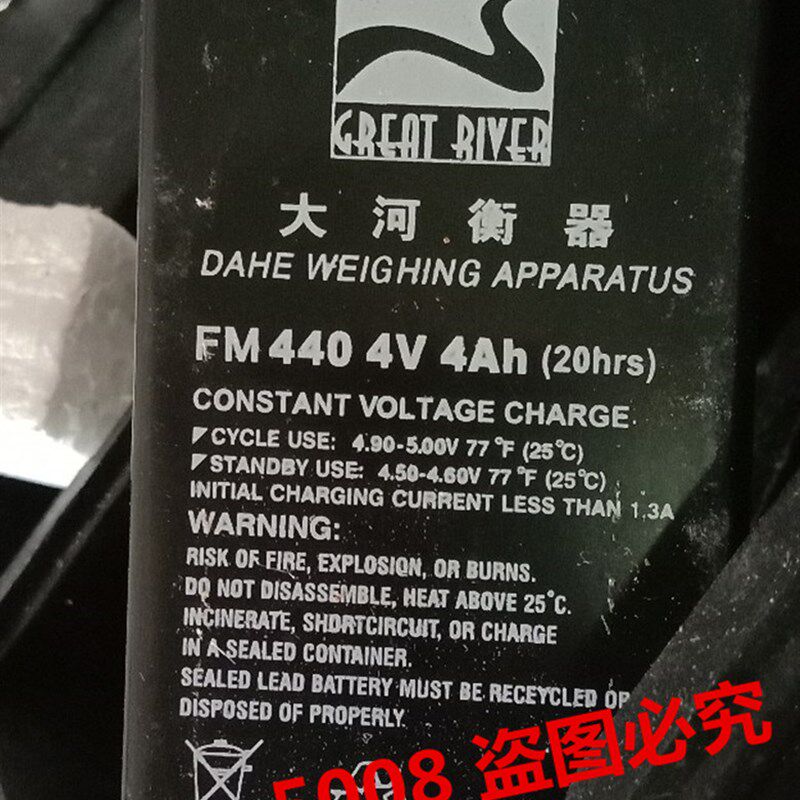 GREAT RIVER
大河衡器
DAHE WEIGHING APPARATUS
FM 440 4V 4Ah (20hrs)
CONSTANT VOLTAGE CHARGE
CYCLE USE: 4.90-5.00V 77°F (25°C)
STANDBY USE: 4.50-4.60V 77°F (25°C)
INITIAL CHARGING CURRENT LESS THAN 1.3A
WARNING:
RISK OF FIRE, EXPLOSION, OR BURNS.
DO NOT DISASSEMBLE, HEAT ABOVE 25°C.
INCINERATE, SHORTCIRCUIT, OR CHARGE
IN A SEALED CONTAINER.
SEALED LEAD BATTERY MUST BE RECEYCLED OR
DISPOSED OF PROPERLY.
5008 盗图必究